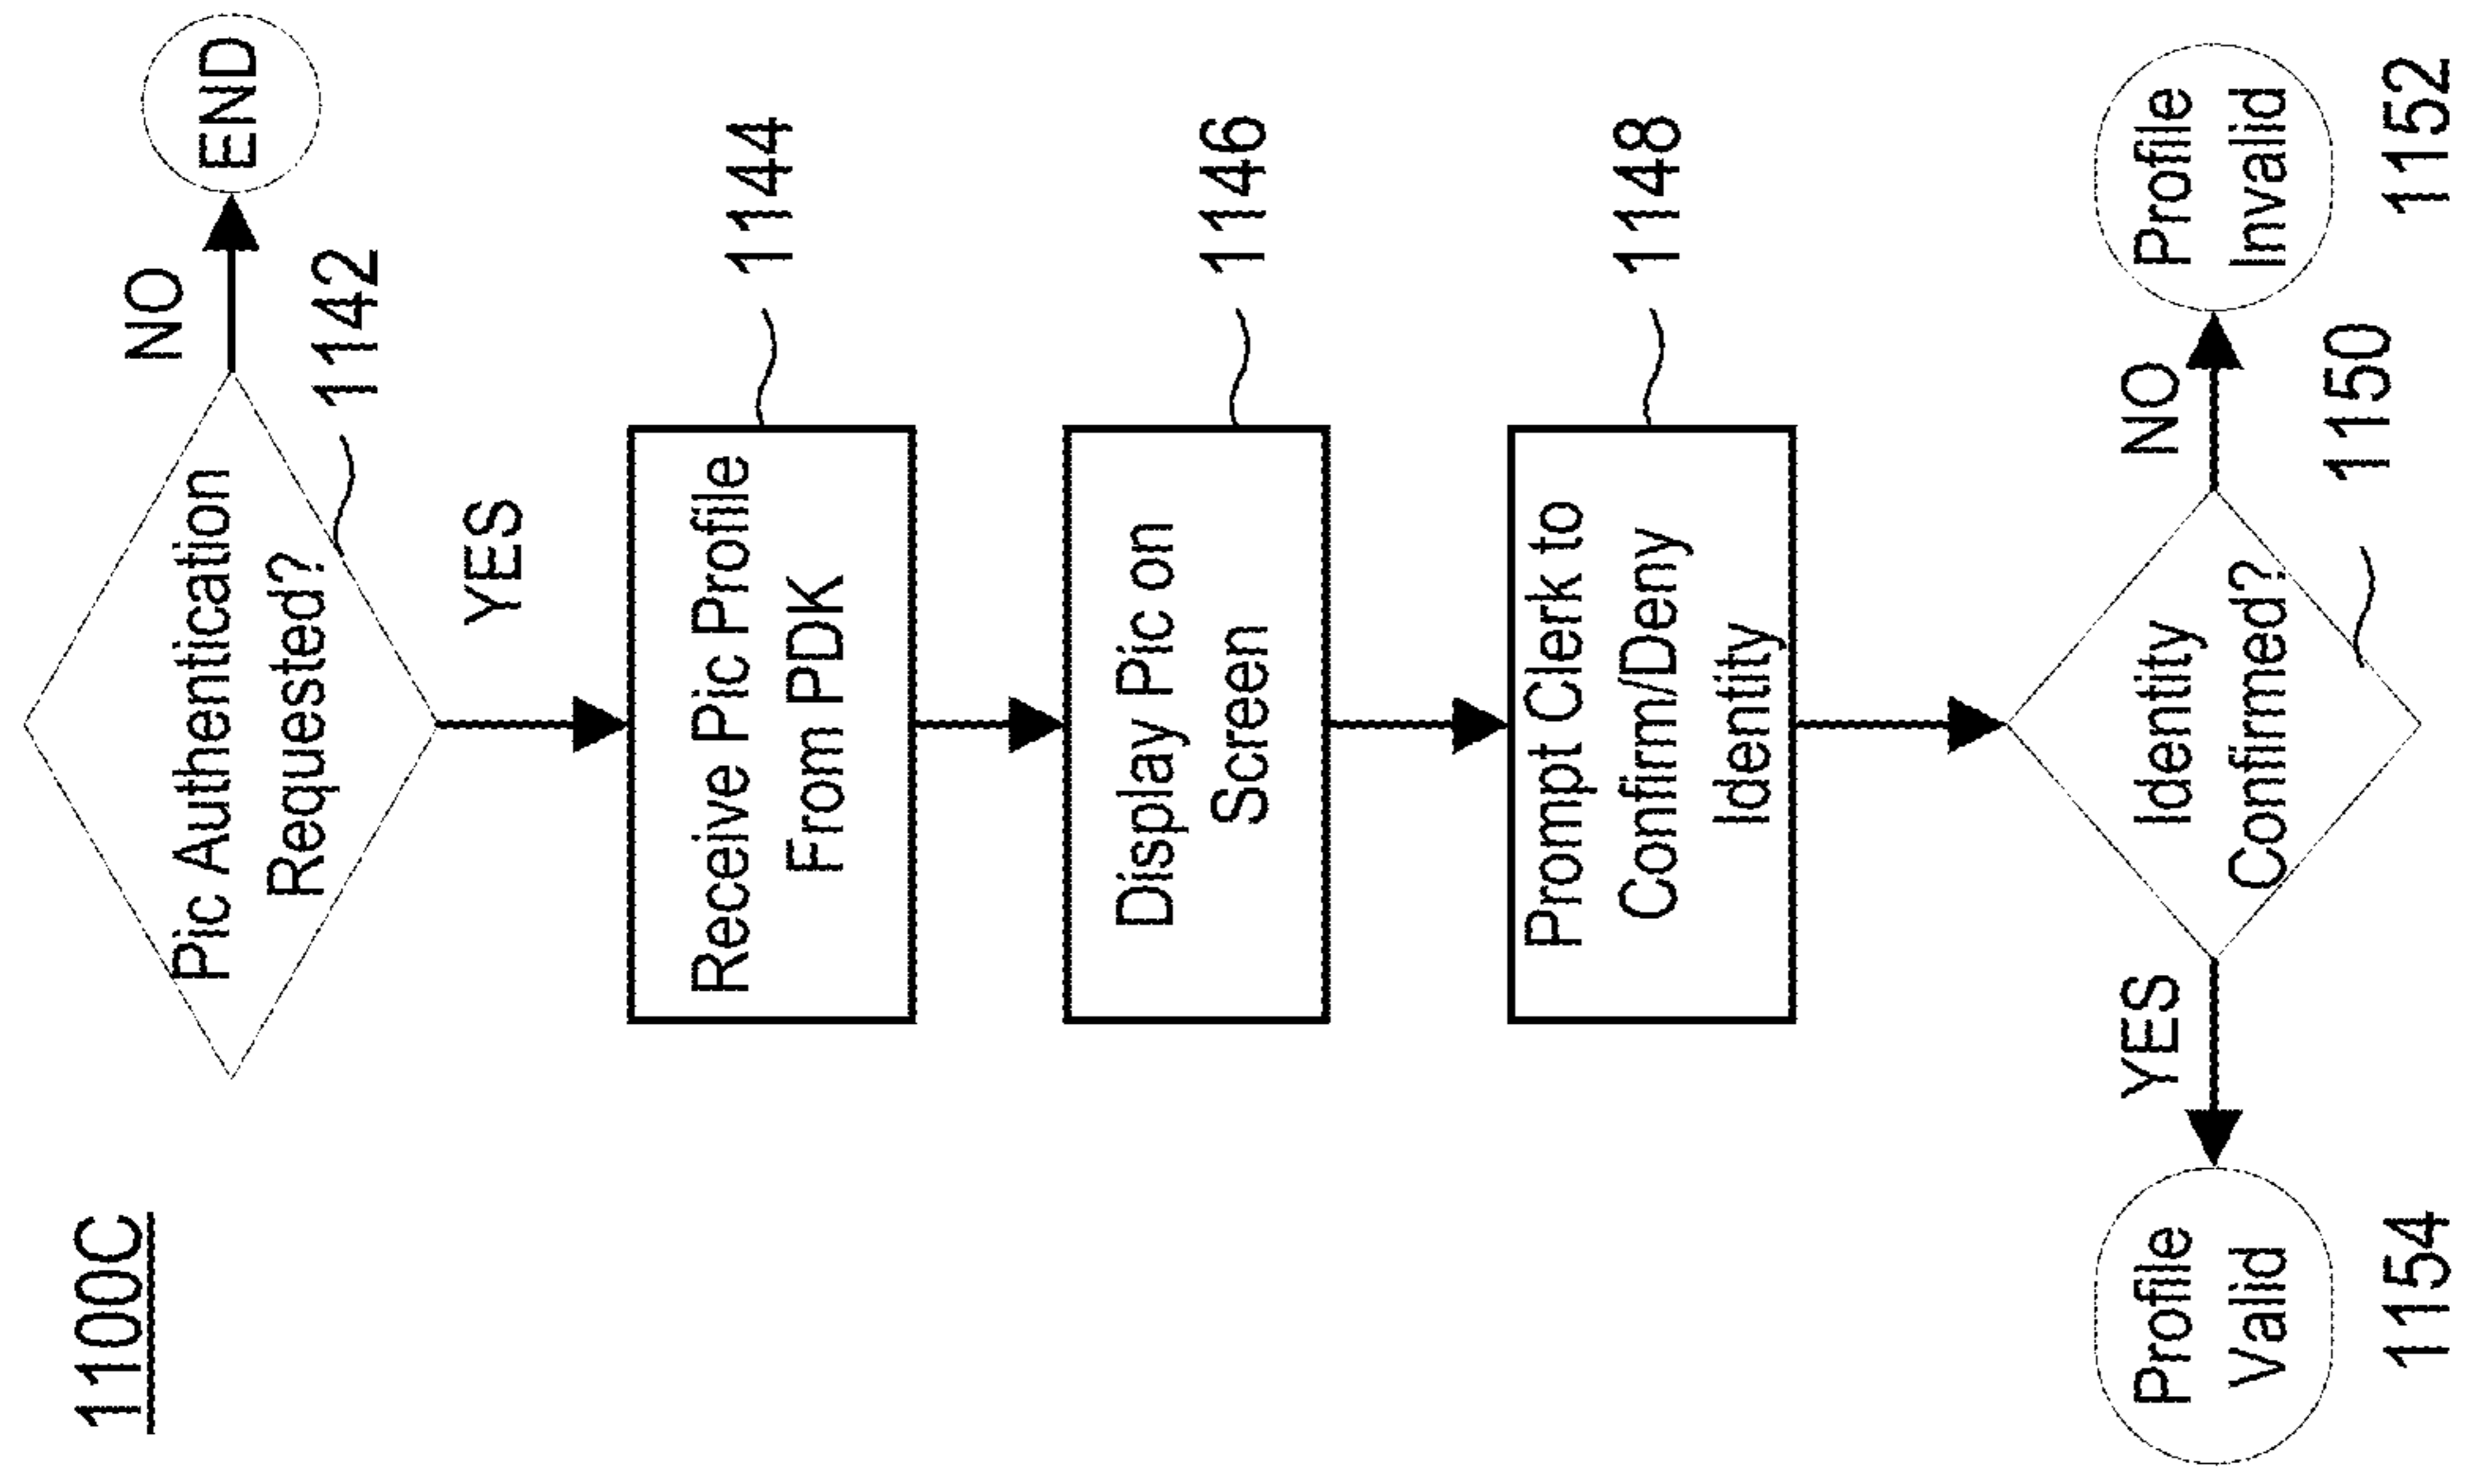 1100C
Pic Authentication
Requested?
NO
END
1142
YES
Receive Pic Profile
From PDK
1144
Display Pic on
Screen
1146
Prompt Clerk to
Confirm/Deny
Identity
1148
Identity
Confirmed?
1150
YES
NO
Profile
Valid
1154
Profile
Invalid
1152